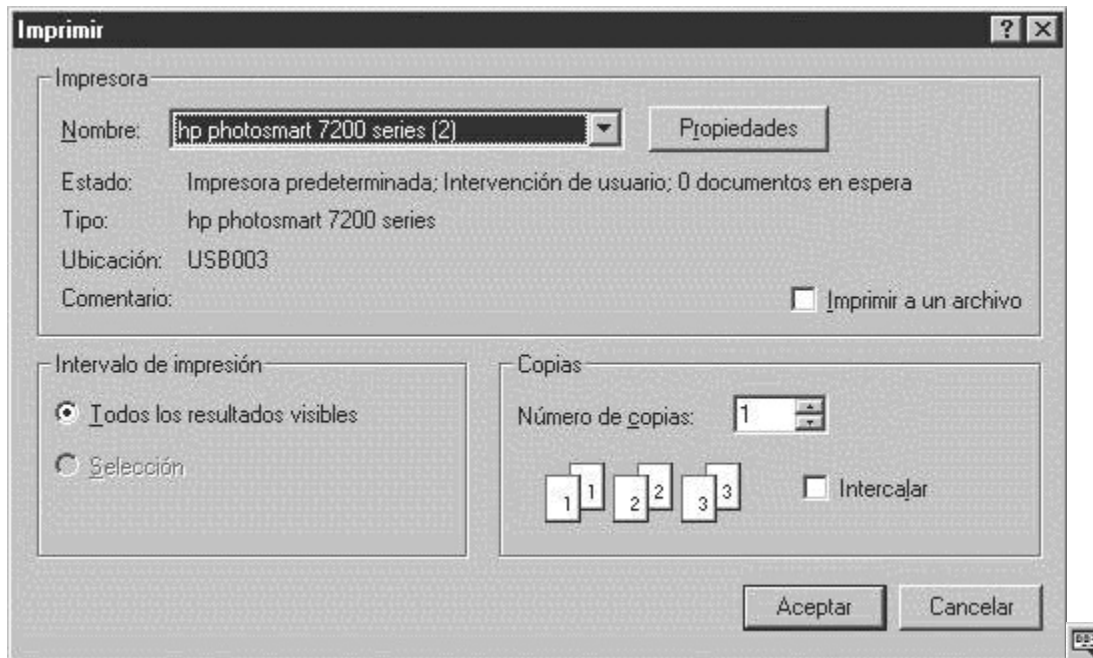 Imprimir
Impresora
Nombre: hp photosmart 7200 series (2) Propiedades
Estado: Impresora predeterminada; Intervención de usuario; 0 documentos en espera
Tipo: hp photosmart 7200 series
Ubicación: USB003
Comentario: Imprimir a un archivo
Intervalo de impresión
Todos los resultados visibles
Selección
Copias
Número de copias: 1
1 1 2 2 3 3 Intercalar
Aceptar Cancelar